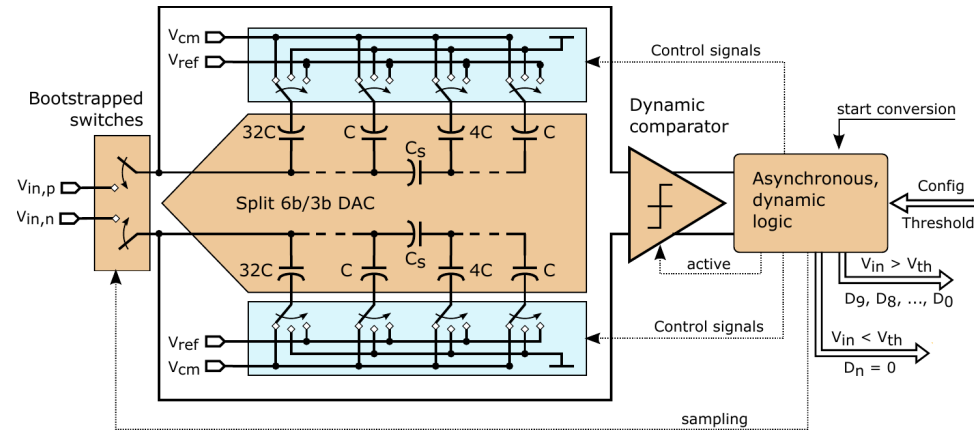 Vcm
Vref
Control signals
Bootstrapped
switches
Dynamic
comparator
start conversion
32C
C
4C
C
Cs
Vin,p
Vin,n
Split 6b/3b DAC
Asynchronous,
dynamic
logic
Config
Threshold
Cs
32C
C
4C
C
active
Vin > Vth
D9, D8, ..., D0
Control signals
Vref
Vcm
Vin < Vth
Dn = 0
sampling